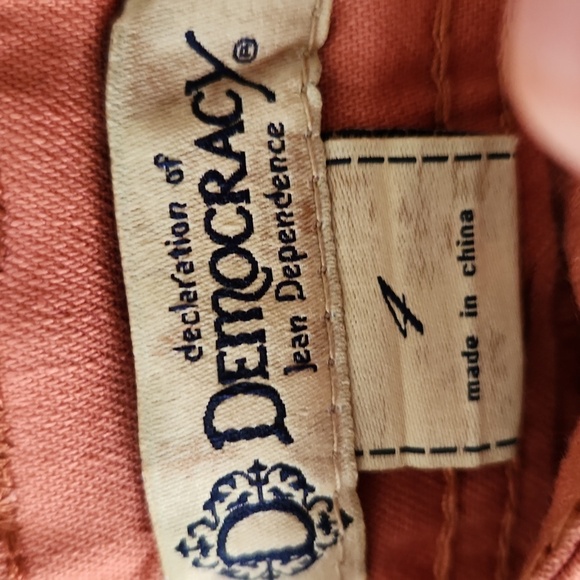 declaration of
DEMOCRACY®
Jean Dependence
D
4
made in china